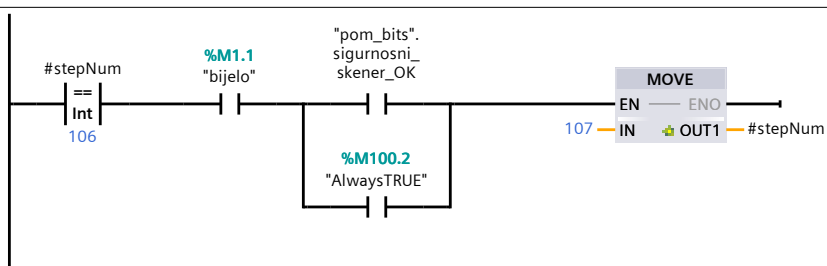 #stepNum
==
Int
106
%M1.1
"bijelo"
"pom_bits".
sigurnosni_
skener_OK
%M100.2
"AlwaysTRUE"
MOVE
EN
ENO
107
IN
OUT1
#stepNum